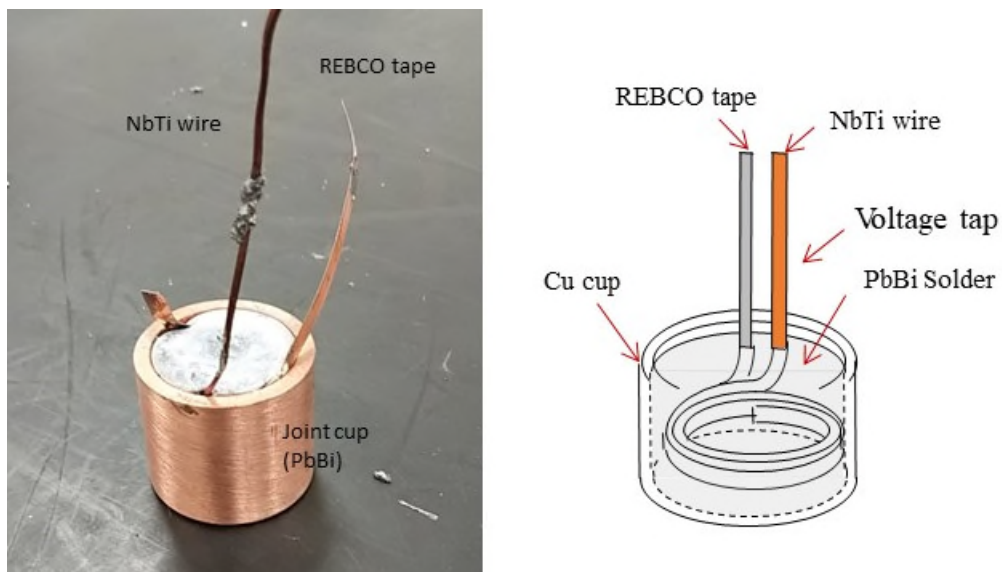 REBCO tape
NbTi wire
Joint cup
(PbBi)
REBCO tape
NbTi wire
Voltage tap
Cu cup
PbBi Solder